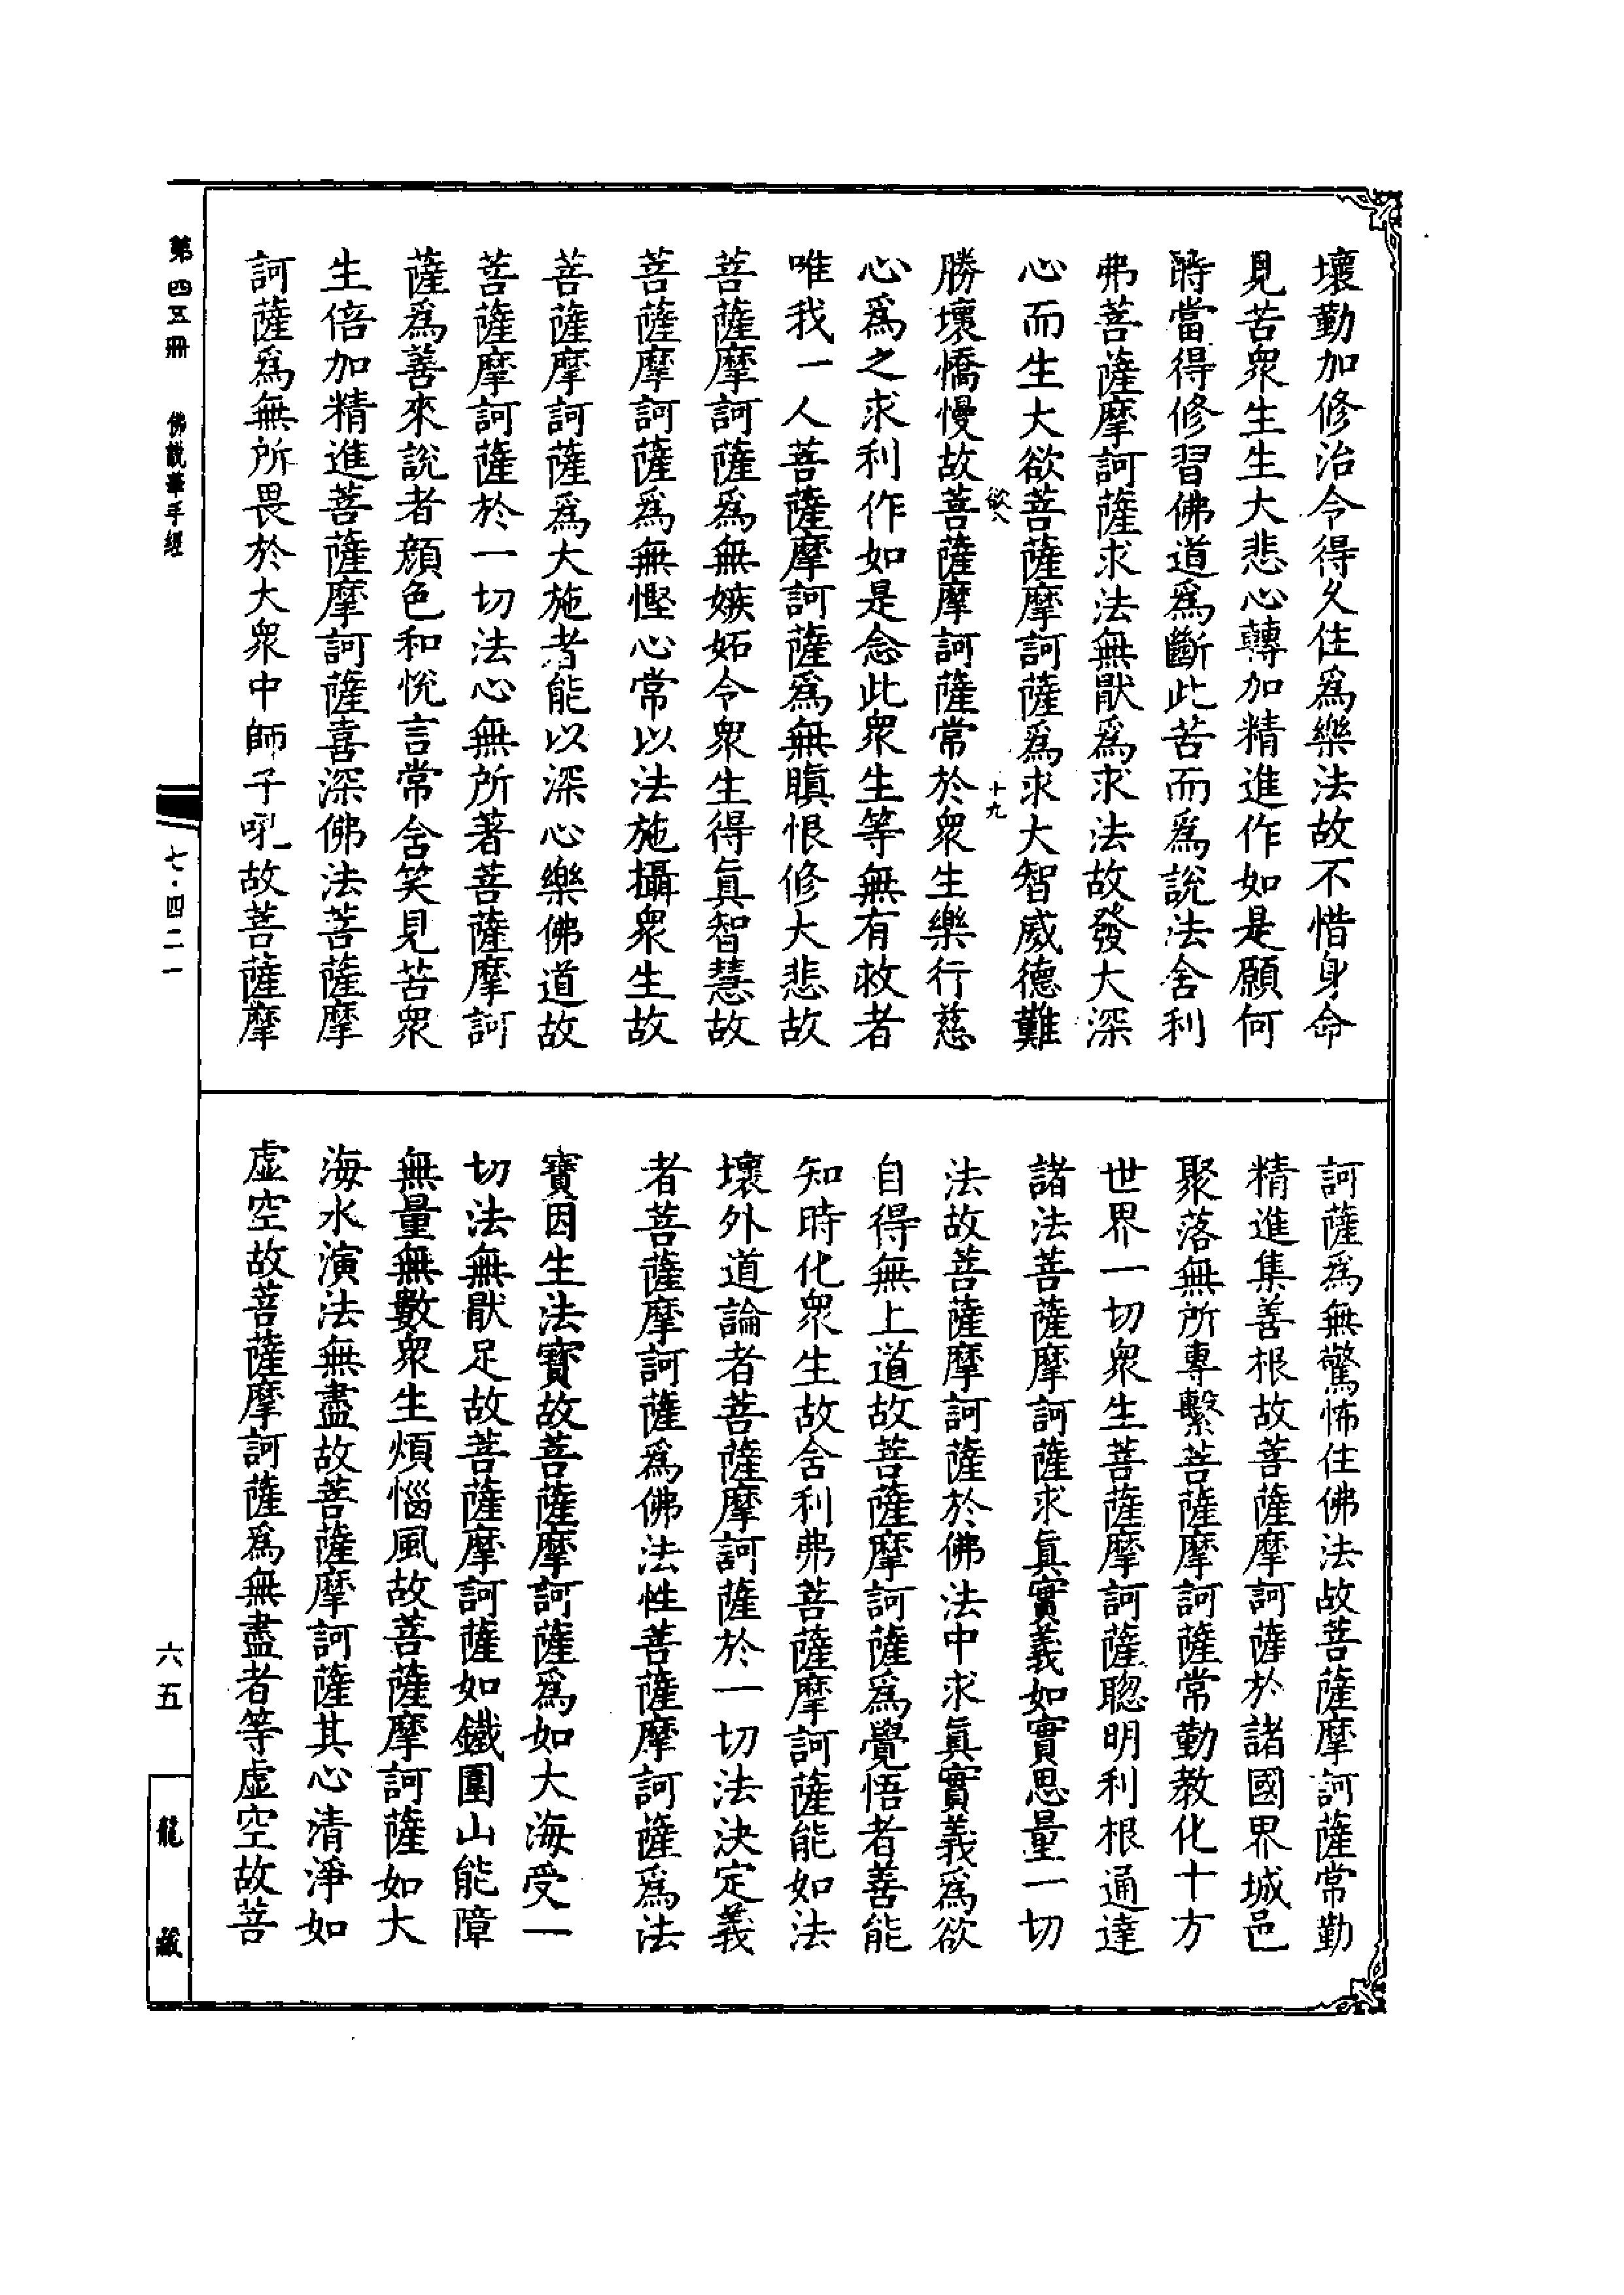 壞勤加修治令得久住爲樂法故不惜身命
見苦衆生生大悲心轉加精進作如是願何
時當得修習佛道爲斷此苦而爲說法舍利
弗菩薩摩訶薩求法無猒爲求法故發大深
心而生大欲菩薩摩訶薩爲求大智威德難
欲八
十九
勝壞憍慢故菩薩摩訶薩常於衆生樂行慈
心爲之求利作如是念此衆生等無有救者
唯我一人菩薩摩訶薩爲無瞋恨修大悲故
菩薩摩訶薩爲無嫉妬令衆生得眞智慧故
菩薩摩訶薩爲無慳心常以法施攝衆生故
菩薩摩訶薩爲大施者能以深心樂佛道故
菩薩摩訶薩於一切法心無所著菩薩摩訶
薩爲善來說者顔色和悅言常含笑見苦衆
生倍加精進菩薩摩訶薩喜深佛法菩薩摩
訶薩爲無所畏於大衆中師子吼故菩薩摩
訶薩爲無驚怖住佛法故菩薩摩訶薩常勤
精進集善根故菩薩摩訶薩於諸國界城邑
聚落無所專繫菩薩摩訶薩常勤教化十方
世界一切衆生菩薩摩訶薩聰明利根通達
諸法菩薩摩訶薩求眞實義如實思量一切
法故菩薩摩訶薩於佛法中求眞實義爲欲
自得無上道故菩薩摩訶薩爲覺悟者善能
知時化衆生故舍利弗菩薩摩訶薩能如法
壞外道論者菩薩摩訶薩於一切法決定義
者菩薩摩訶薩爲佛法性菩薩摩訶薩爲法
寶因生法寶故菩薩摩訶薩爲如大海受一
切法無猒足故菩薩摩訶薩如鐵圍山能障
無量無數衆生煩惱風故菩薩摩訶薩如大
海水演法無盡故菩薩摩訶薩其心清淨如
虛空故菩薩摩訶薩爲無盡者等虛空故菩
第四五冊 佛說華手經
七·四二一
六五
龍藏